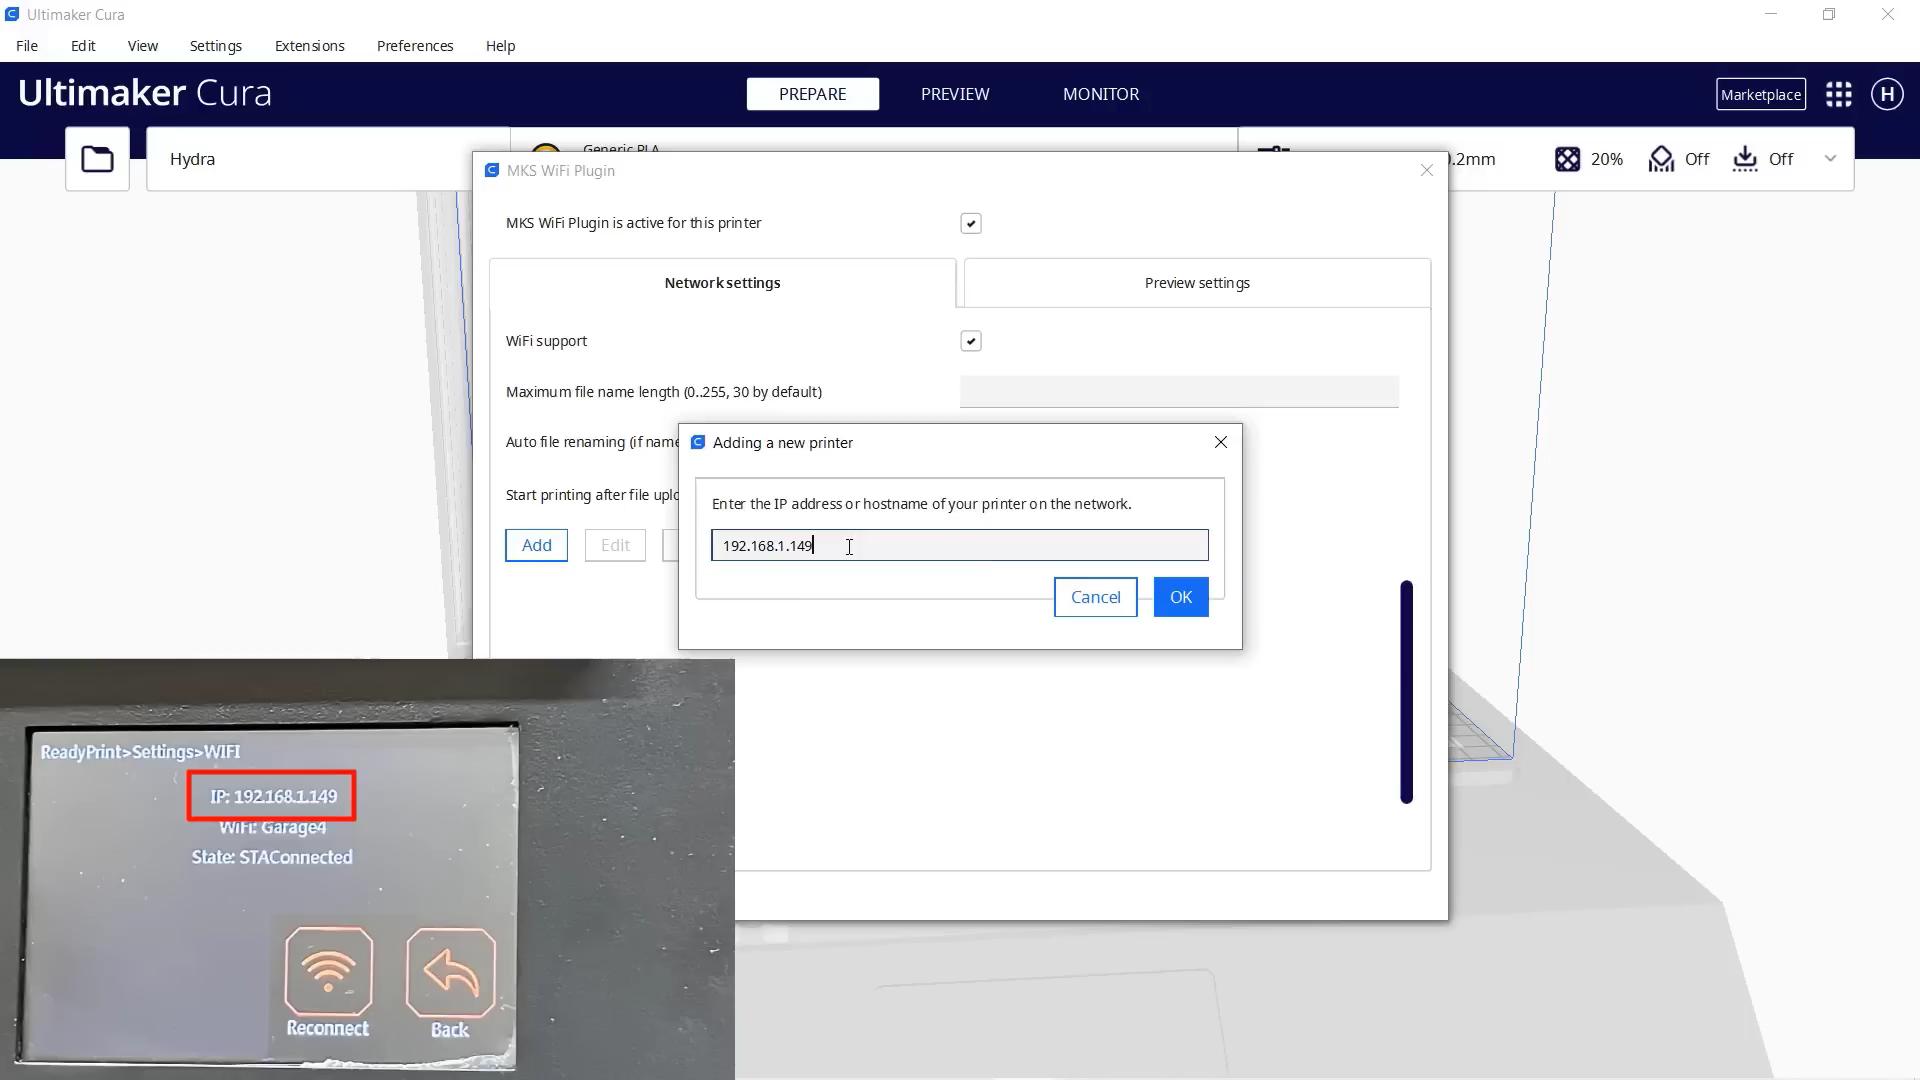 Ultimaker Cura
File Edit View Settings Extensions Preferences Help
Ultimaker Cura
PREPARE PREVIEW MONITOR
Marketplace
H
Hydra
Generic PLA
.2mm
20%
Off
Off
MKS WiFi Plugin
MKS WiFi Plugin is active for this printer
Network settings
Preview settings
WiFi support
Maximum file name length (0..255, 30 by default)
Auto file renaming (if name
Start printing after file uplo
Add
Edit
Adding a new printer
Enter the IP address or hostname of your printer on the network.
192.168.1.149
Cancel
OK
ReadyPrint>Settings>WIFI
IP: 192.168.1.149
WiFi: Garage4
State: STAConnected
Reconnect
Back